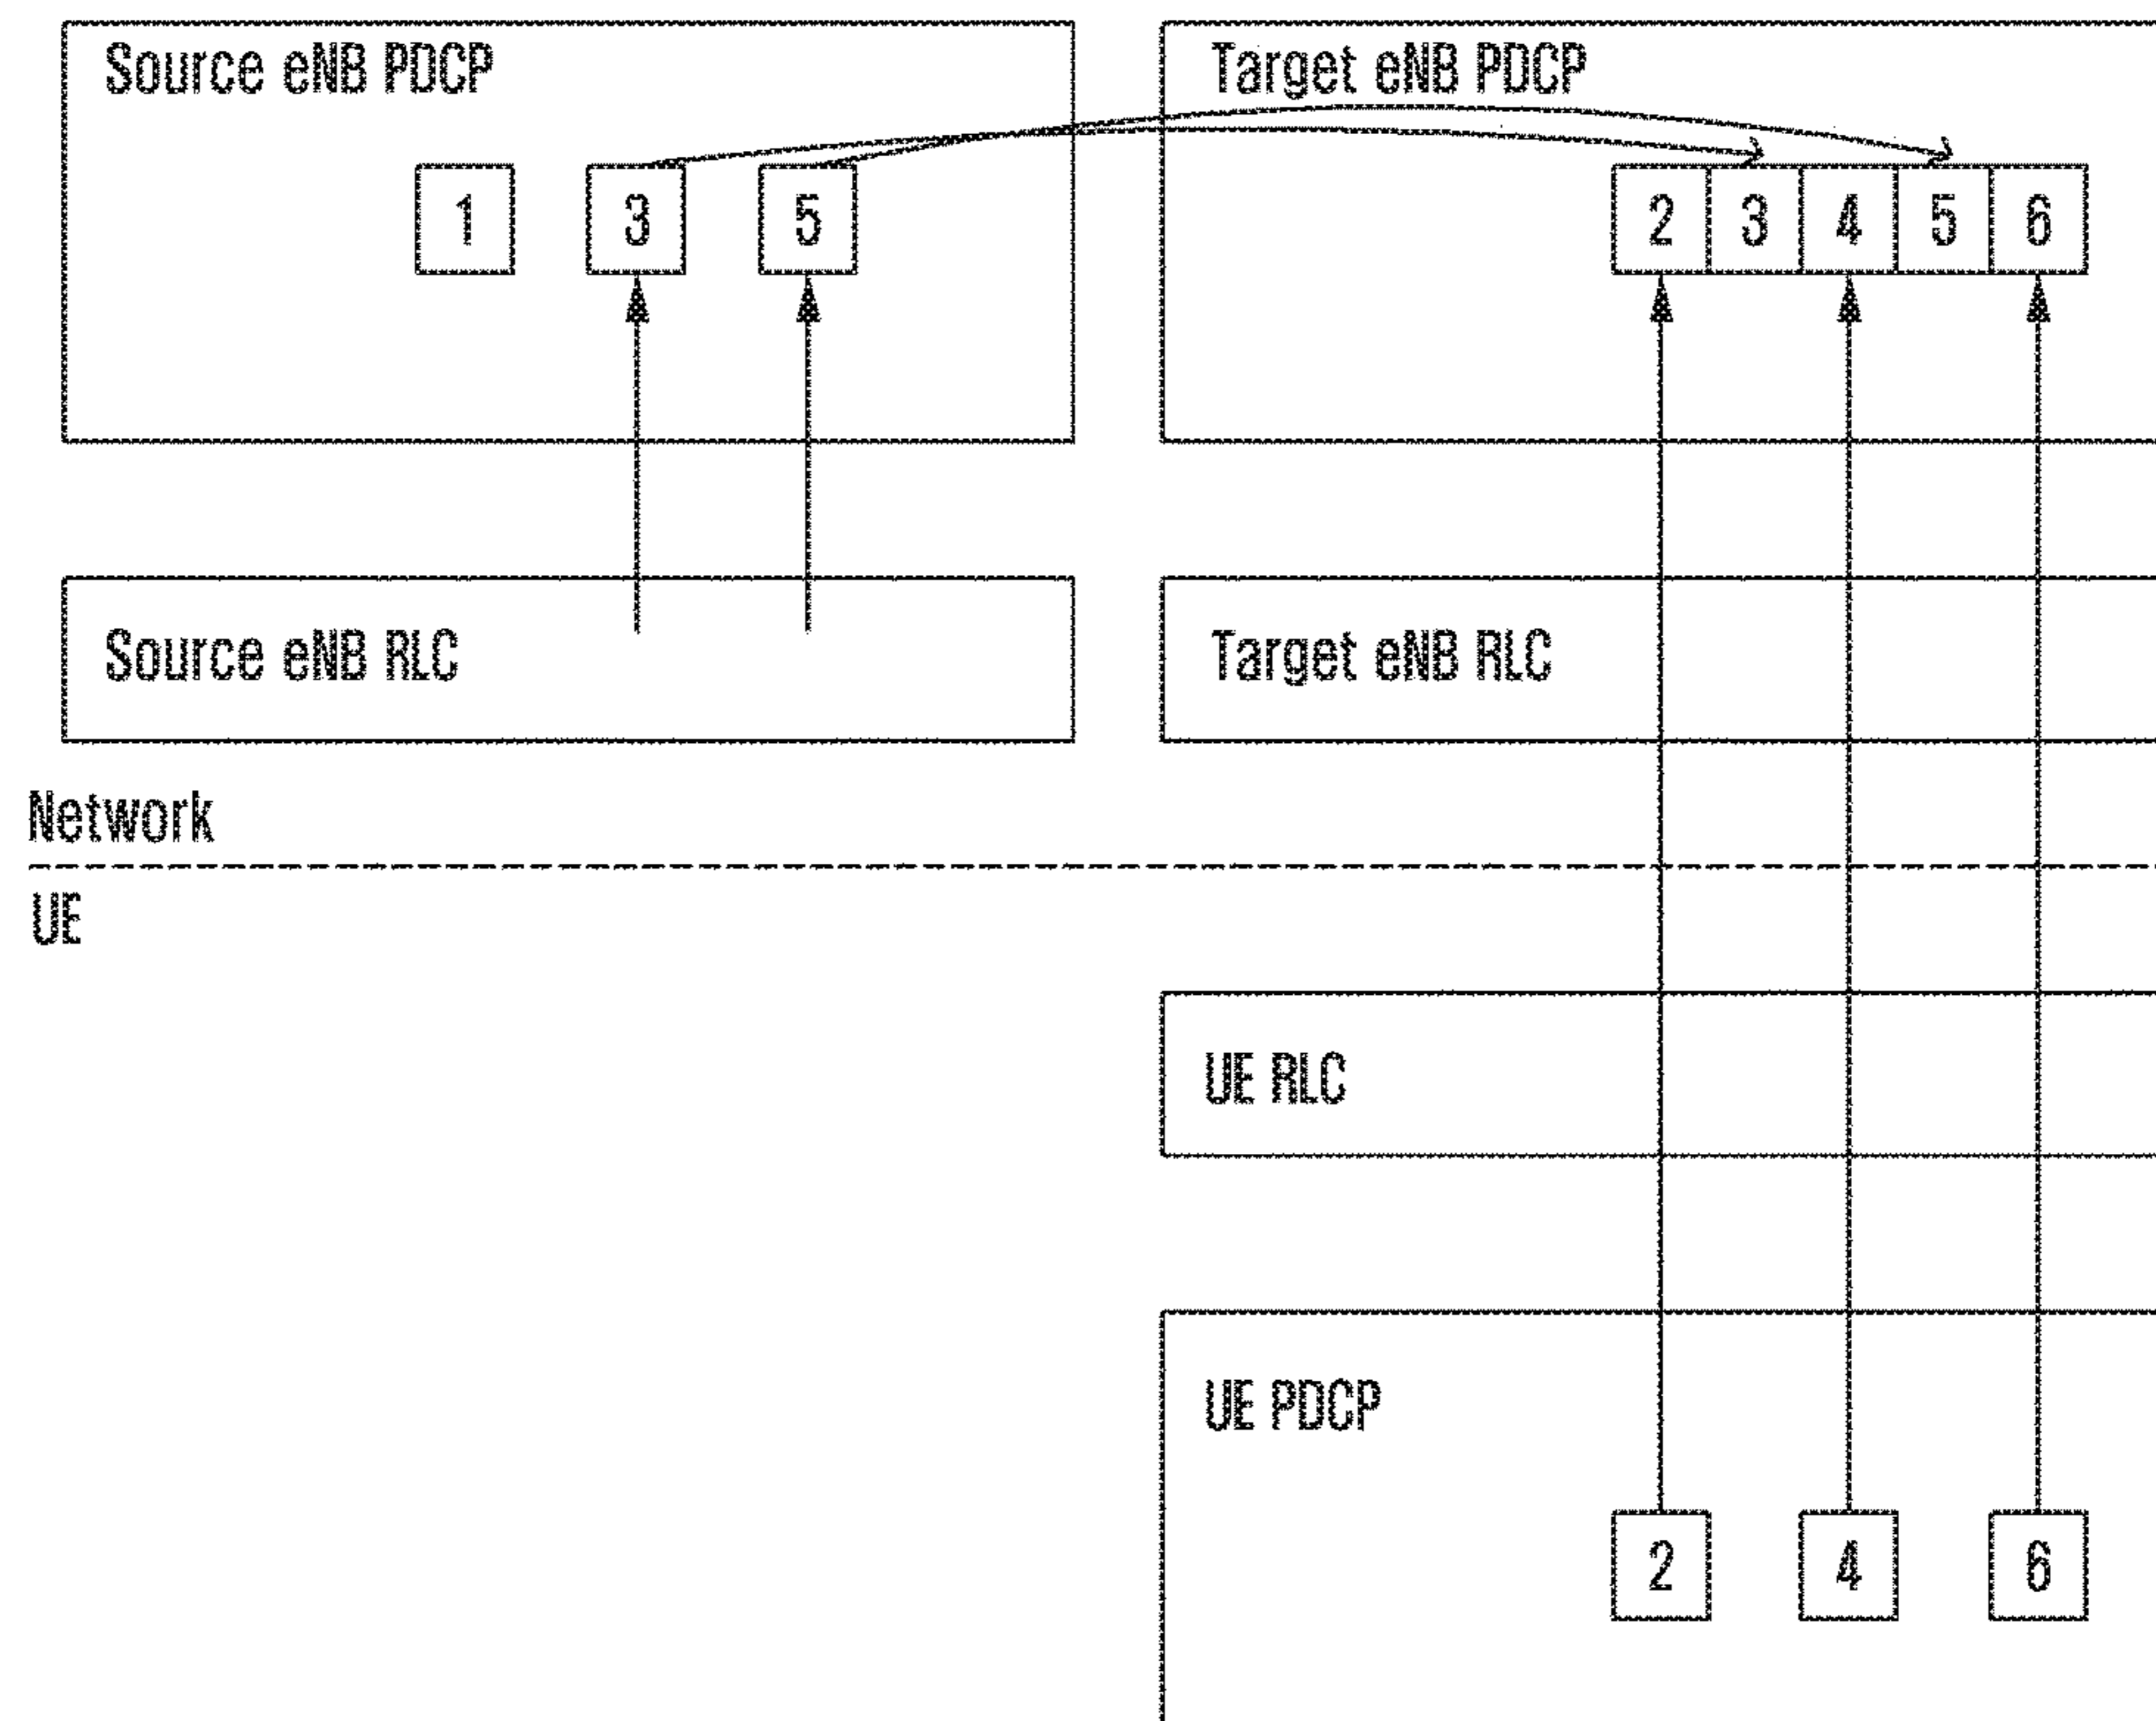 Source eNB PDCP
Target eNB PDCP
1 3 5
2 3 4 5 6
Source eNB RLC
Target eNB RLC
Network
UE
UE RLC
UE PDCP
2 4 6